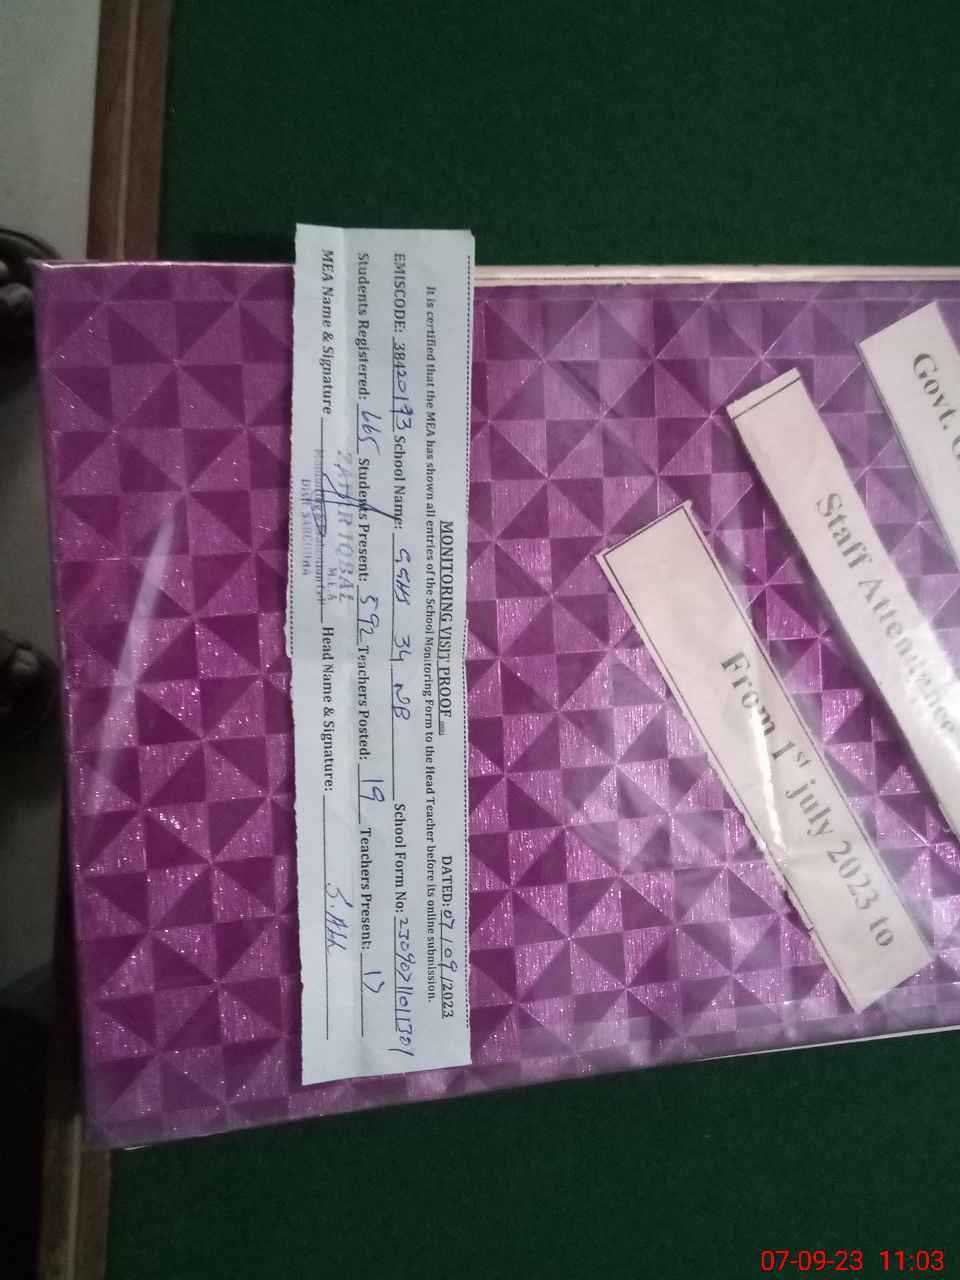 MONITORING VISIT PROOF DATED: 07/09/2023
It is certified that the MEA has shown all entries of the School Monitoring Form to the Head Teacher before its online submission.
EMISCODE: 38420193 School Name: GGHS 34 NB School Form No:
Students Registered: 665 Students Present: 592 Teachers Posted: 19 Teachers Present: 17
MEA Name & Signature Head Name & Signature:
IQBAL
M.E.A.
Distt. SARGODHA
Govt.
Staff Attendance
From 1st july 2023 to
07-09-23 11:03